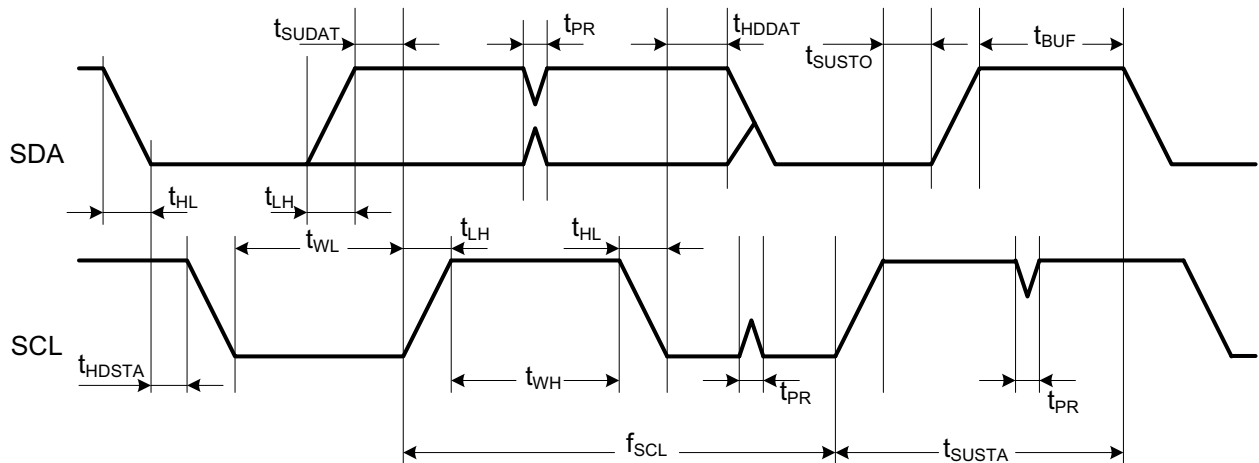 tSUDAT
tPR
tHDDAT
tSUSTO
tBUF
SDA
tHL
tLH
tWL
tLH
tHL
SCL
tHDSTA
tWH
tPR
tPR
fSCL
tSUSTA